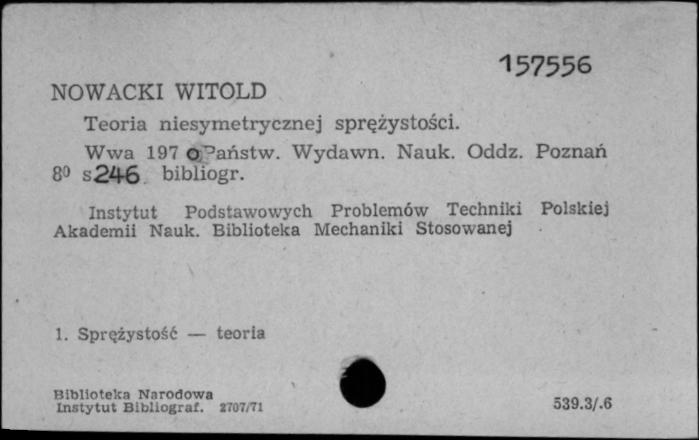 157556
NOWACKI WITOLD
Teoria niesymetrycznej sprężystości.
Wwa 1970 Państw. Wydawn. Nauk. Oddz. Poznań
8⁰ s246. bibliogr.
Instytut Podstawowych Problemów Techniki Polskiej
Akademii Nauk. Biblioteka Mechaniki Stosowanej
1. Sprężystość — teoria
Biblioteka Narodowa
Instytut Bibliograf. 2707/71
539.3/.6